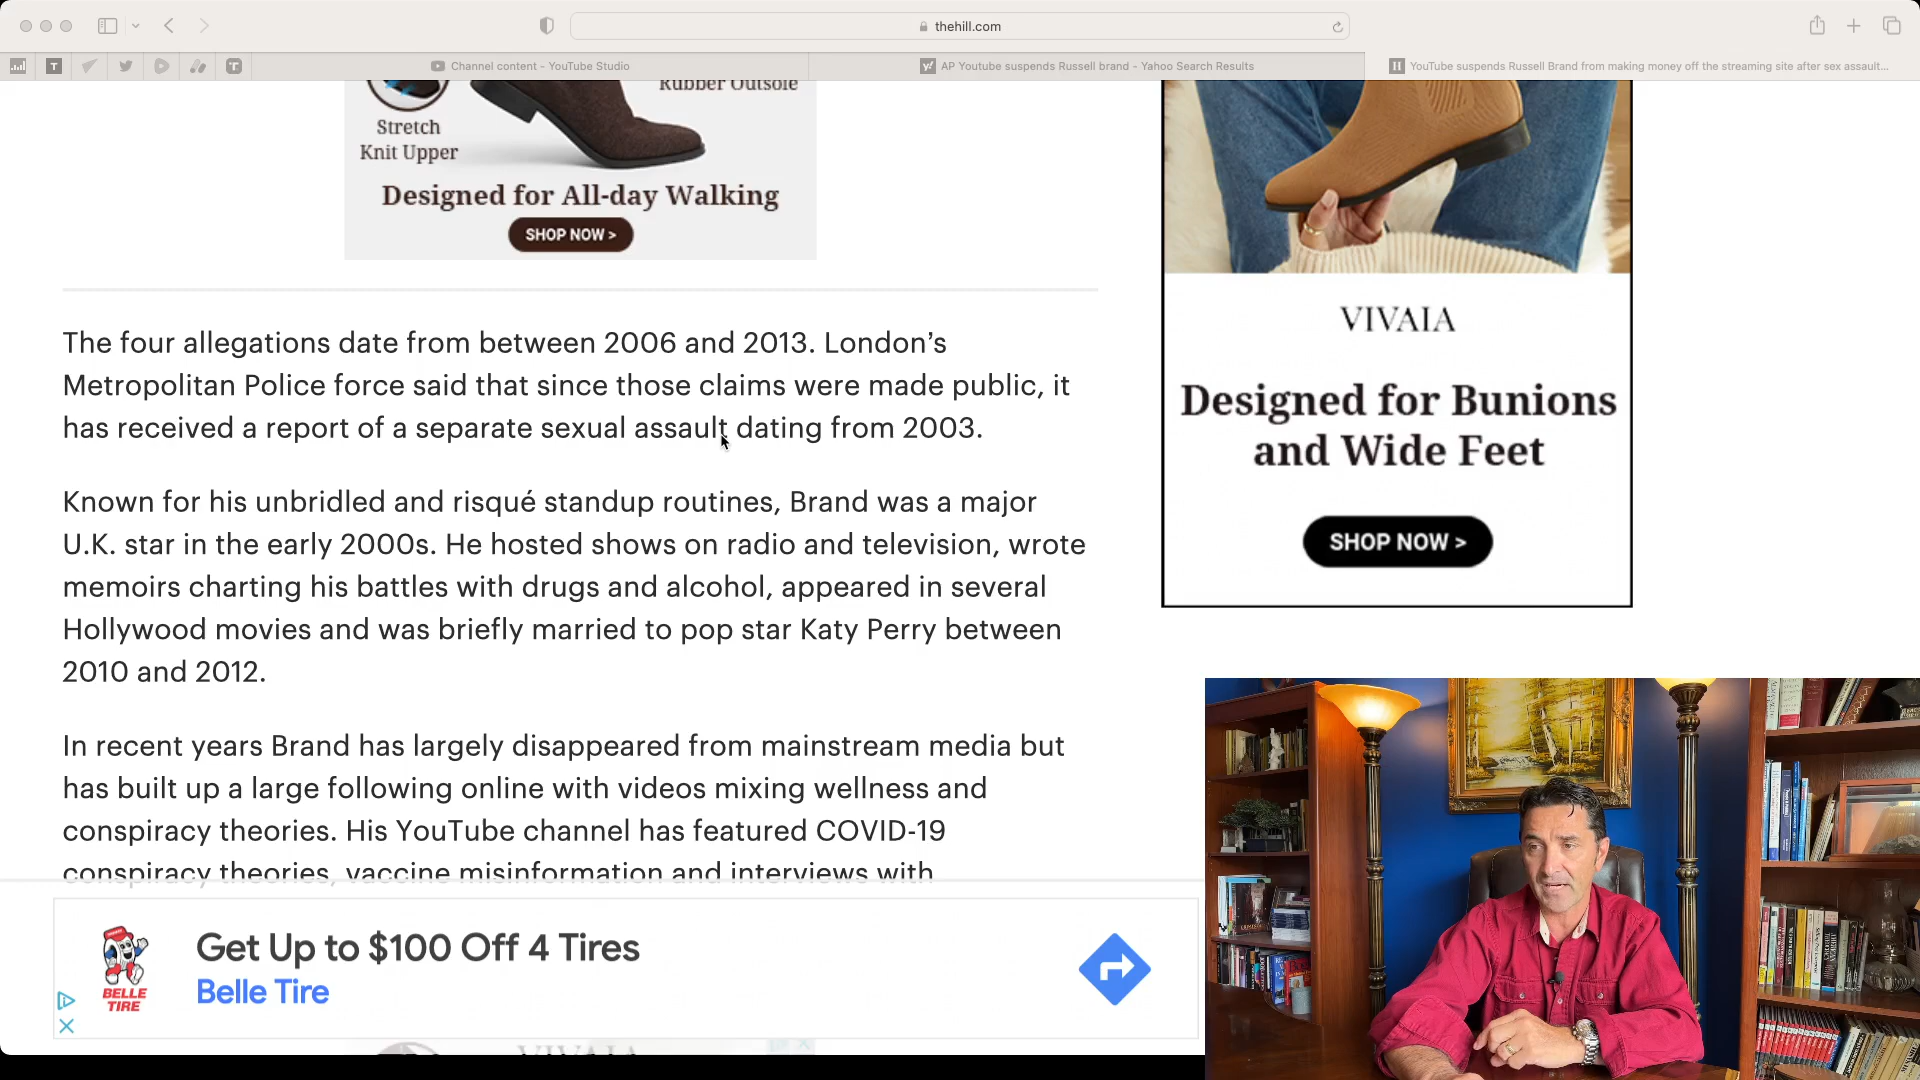 thehill.com
Channel content - YouTube Studio
AP Youtube suspends Russell brand - Yahoo Search Results
YouTube suspends Russell Brand from making money off the streaming site after sex assault...
Rubber Outsole
Stretch
Knit Upper
Designed for All-day Walking
SHOP NOW >
The four allegations date from between 2006 and 2013. London’s
Metropolitan Police force said that since those claims were made public, it
has received a report of a separate sexual assault dating from 2003.
Known for his unbridled and risqué standup routines, Brand was a major
U.K. star in the early 2000s. He hosted shows on radio and television, wrote
memoirs charting his battles with drugs and alcohol, appeared in several
Hollywood movies and was briefly married to pop star Katy Perry between
2010 and 2012.
In recent years Brand has largely disappeared from mainstream media but
has built up a large following online with videos mixing wellness and
conspiracy theories. His YouTube channel has featured COVID-19
conspiracy theories, vaccine misinformation and interviews with
VIVAIA
Designed for Bunions
and Wide Feet
SHOP NOW >
Get Up to $100 Off 4 Tires
Belle Tire
BELLE
TIRE
VIVAIA